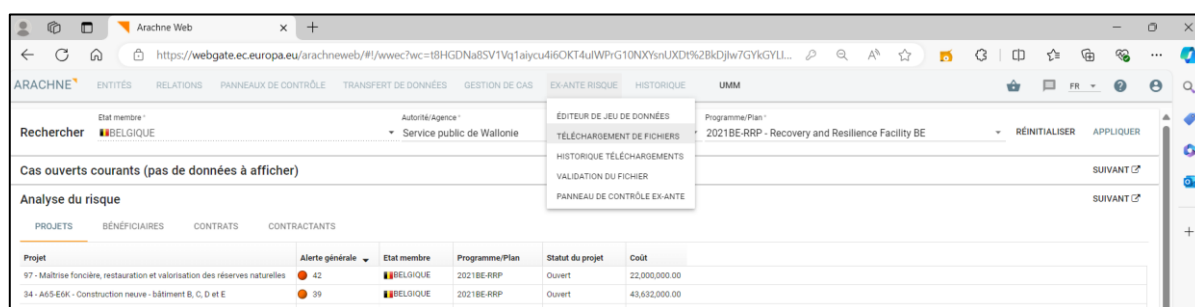 Arachne Web
https://webgate.ec.europa.eu/arachneweb/#!/wwec?wc=t8HGDNa8SV1Vq1aiycu4i6OKT4uIWPrG10NXYsnUXDt%2BkDjIw7GYkGYLI...
ARACHNE ENTITÉS RELATIONS PANNEAUX DE CONTRÔLE TRANSFERT DE DONNÉES GESTION DE CAS EX-ANTE RISQUE HISTORIQUE UMM FR
Etat membre * Autorité/Agence * Programme/Plan *
Rechercher BELGIQUE Service public de Wallonie 2021BE-RRP - Recovery and Resilience Facility BE RÉINITIALISER APPLIQUER
ÉDITEUR DE JEU DE DONNÉES
TÉLÉCHARGEMENT DE FICHIERS
HISTORIQUE TÉLÉCHARGEMENTS
VALIDATION DU FICHIER
PANNEAU DE CONTRÔLE EX-ANTE
Cas ouverts courants (pas de données à afficher) SUIVANT
Analyse du risque SUIVANT
PROJETS BÉNÉFICIAIRES CONTRATS CONTRACTANTS
Projet Alerte générale Etat membre Programme/Plan Statut du projet Coût
97 - Maîtrise foncière, restauration et valorisation des réserves naturelles 42 BELGIQUE 2021BE-RRP Ouvert 22,000,000.00
34 - A65-E6K - Construction neuve - bâtiment B, C, D et E 39 BELGIQUE 2021BE-RRP Ouvert 43,632,000.00